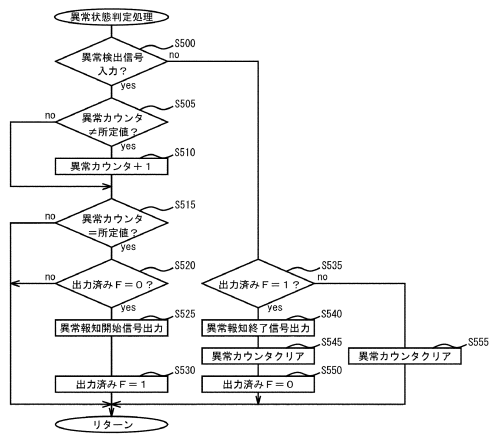 異常状態判定処理
S500
異常検出信号
入力？
no
yes
S505
異常カウンタ
≠所定値？
no
yes
S510
異常カウンタ＋１
S515
異常カウンタ
＝所定値？
no
yes
S520
出力済みＦ＝０？
no
yes
S535
出力済みＦ＝１？
no
yes
S525
異常報知開始信号出力
S540
異常報知終了信号出力
S545
異常カウンタクリア
S555
異常カウンタクリア
S530
出力済みＦ＝１
S550
出力済みＦ＝０
リターン